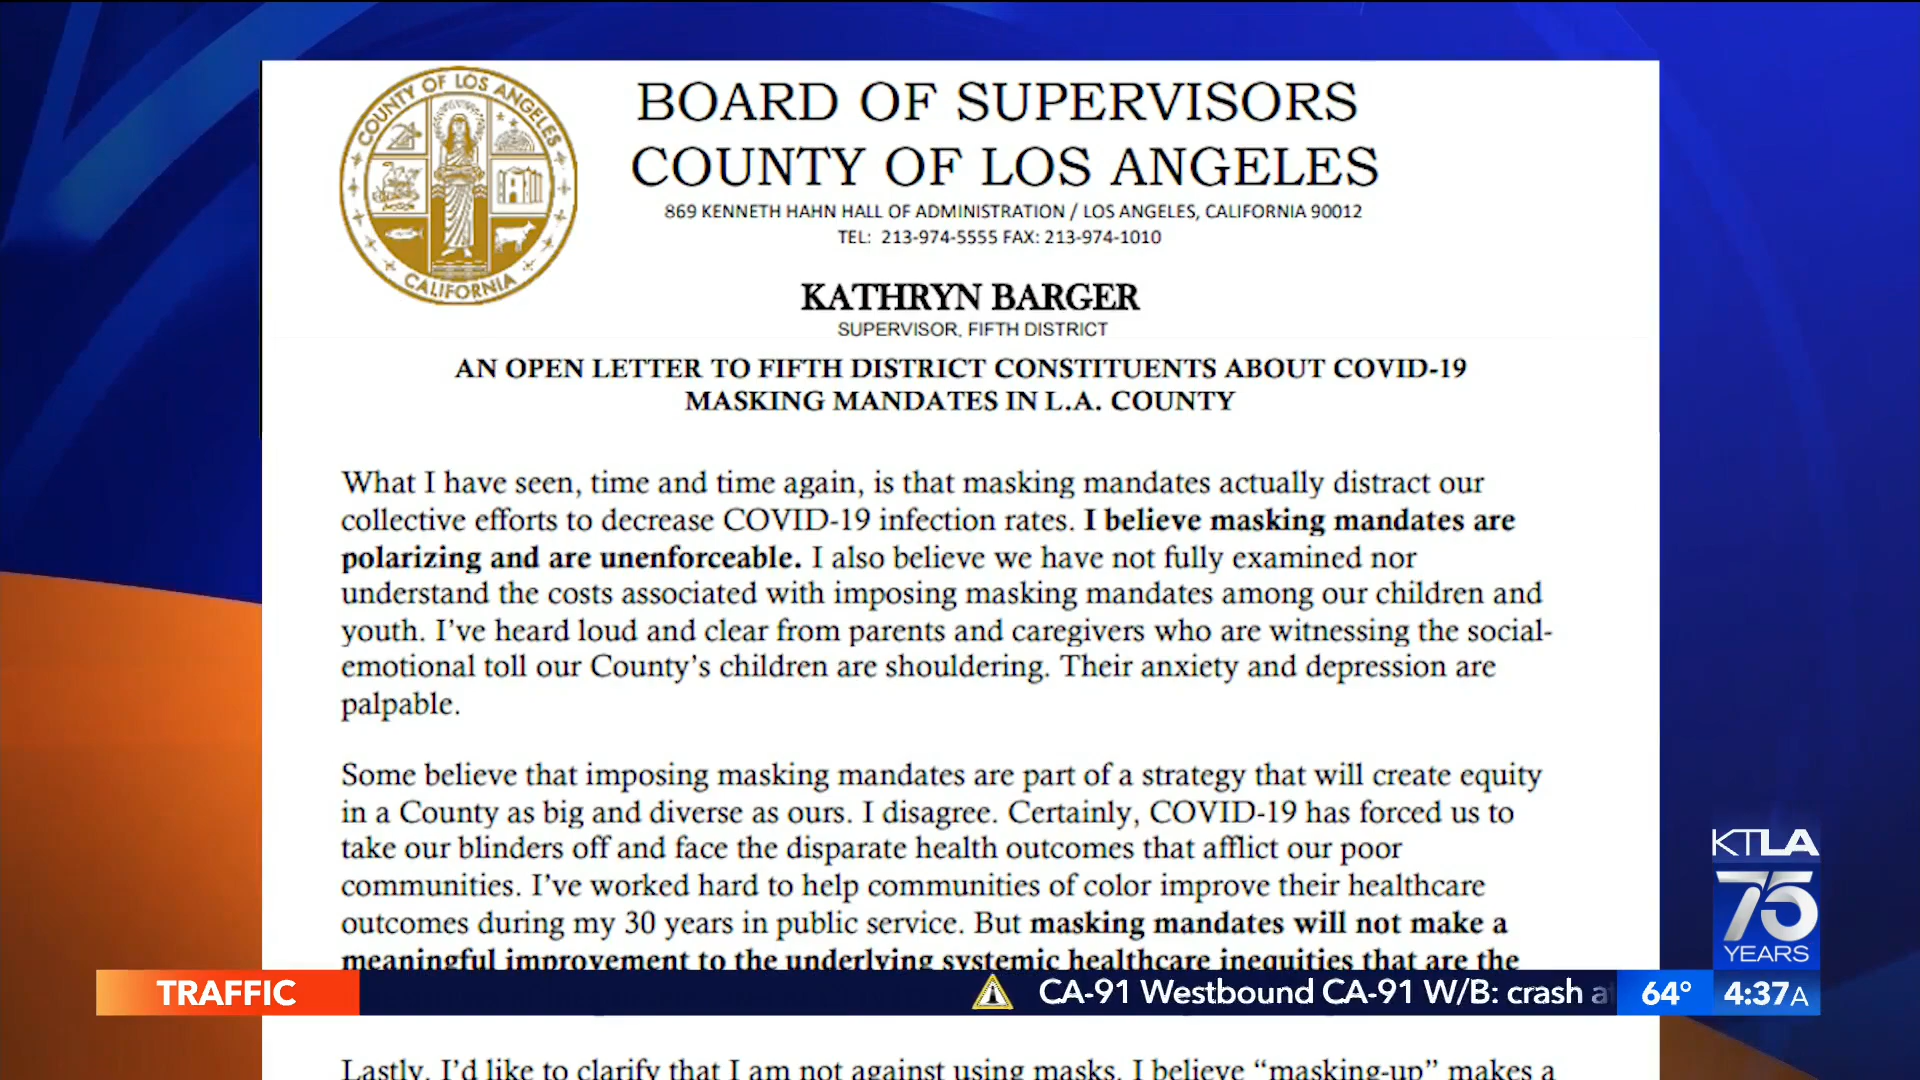 COUNTY OF LOS ANGELES
CALIFORNIA
BOARD OF SUPERVISORS
COUNTY OF LOS ANGELES
869 KENNETH HAHN HALL OF ADMINISTRATION / LOS ANGELES, CALIFORNIA 90012
TEL: 213-974-5555 FAX: 213-974-1010
KATHRYN BARGER
SUPERVISOR, FIFTH DISTRICT
AN OPEN LETTER TO FIFTH DISTRICT CONSTITUENTS ABOUT COVID-19
MASKING MANDATES IN L.A. COUNTY
What I have seen, time and time again, is that masking mandates actually distract our
collective efforts to decrease COVID-19 infection rates. I believe masking mandates are
polarizing and are unenforceable. I also believe we have not fully examined nor
understand the costs associated with imposing masking mandates among our children and
youth. I've heard loud and clear from parents and caregivers who are witnessing the social-
emotional toll our County's children are shouldering. Their anxiety and depression are
palpable.
Some believe that imposing masking mandates are part of a strategy that will create equity
in a County as big and diverse as ours. I disagree. Certainly, COVID-19 has forced us to
take our blinders off and face the disparate health outcomes that afflict our poor
communities. I've worked hard to help communities of color improve their healthcare
outcomes during my 30 years in public service. But masking mandates will not make a
meaningful improvement to the underlying systemic healthcare inequities that are the
Lastly, I'd like to clarify that I am not against using masks. I believe “masking-up” makes a
KTLA
75
YEARS
TRAFFIC
CA-91 Westbound CA-91 W/B: crash
64°
4:37A